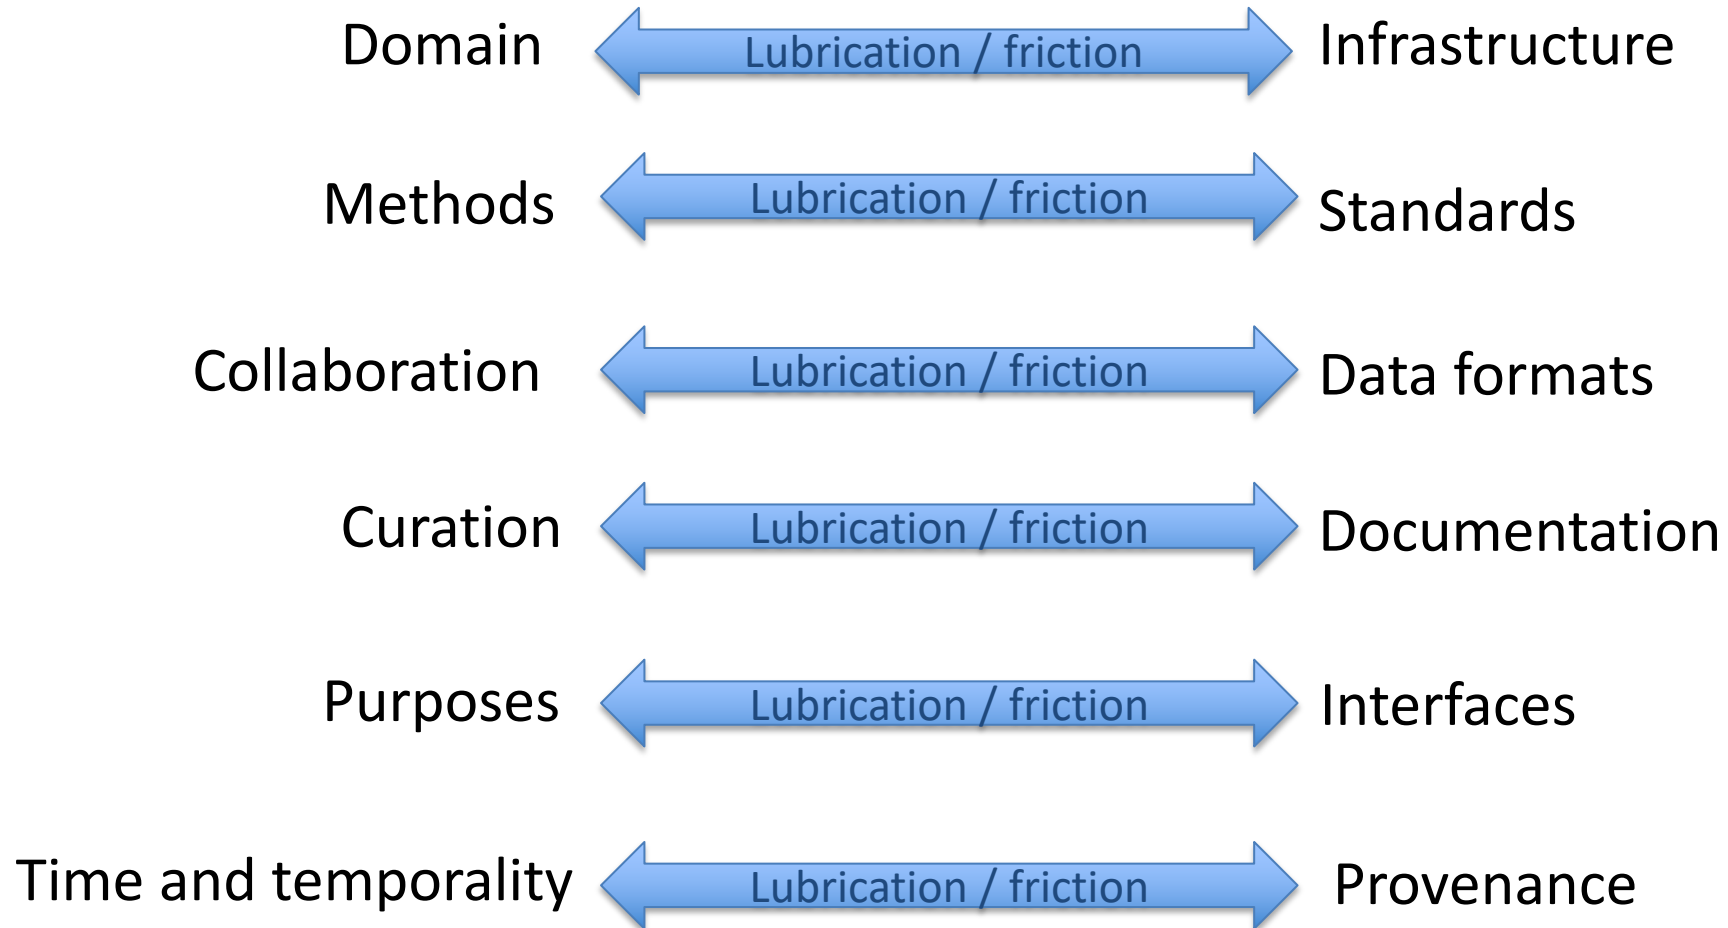 Domain Lubrication / friction Infrastructure
Methods Lubrication / friction Standards
Collaboration Lubrication / friction Data formats
Curation Lubrication / friction Documentation
Purposes Lubrication / friction Interfaces
Time and temporality Lubrication / friction Provenance